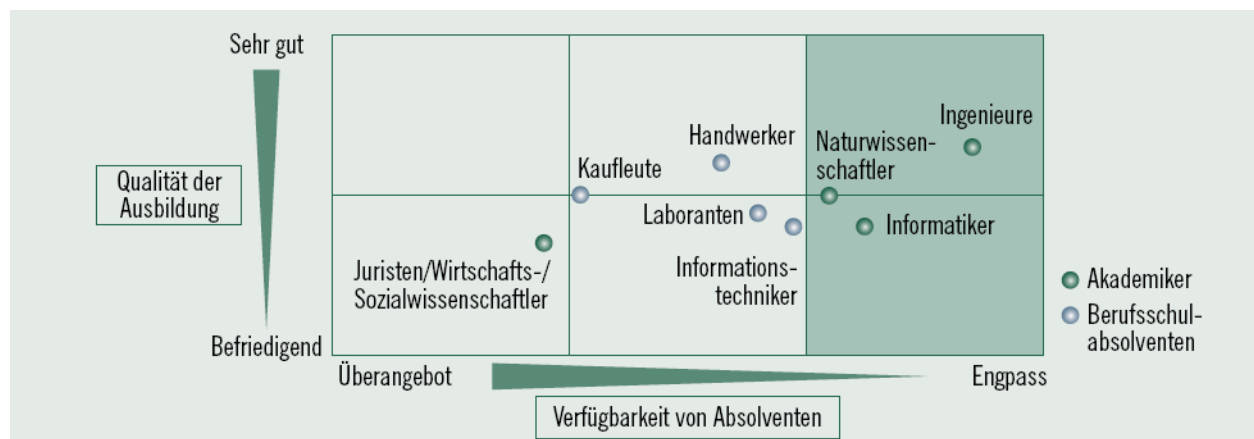 Sehr gut
Qualität der
Ausbildung
Befriedigend
Ingenieure
Handwerker
Naturwissen-
schaftler
Kaufleute
Laboranten
Informatiker
Informations-
techniker
Juristen/Wirtschafts-/
Sozialwissenschaftler
Akademiker
Berufsschul-
absolventen
Überangebot
Engpass
Verfügbarkeit von Absolventen